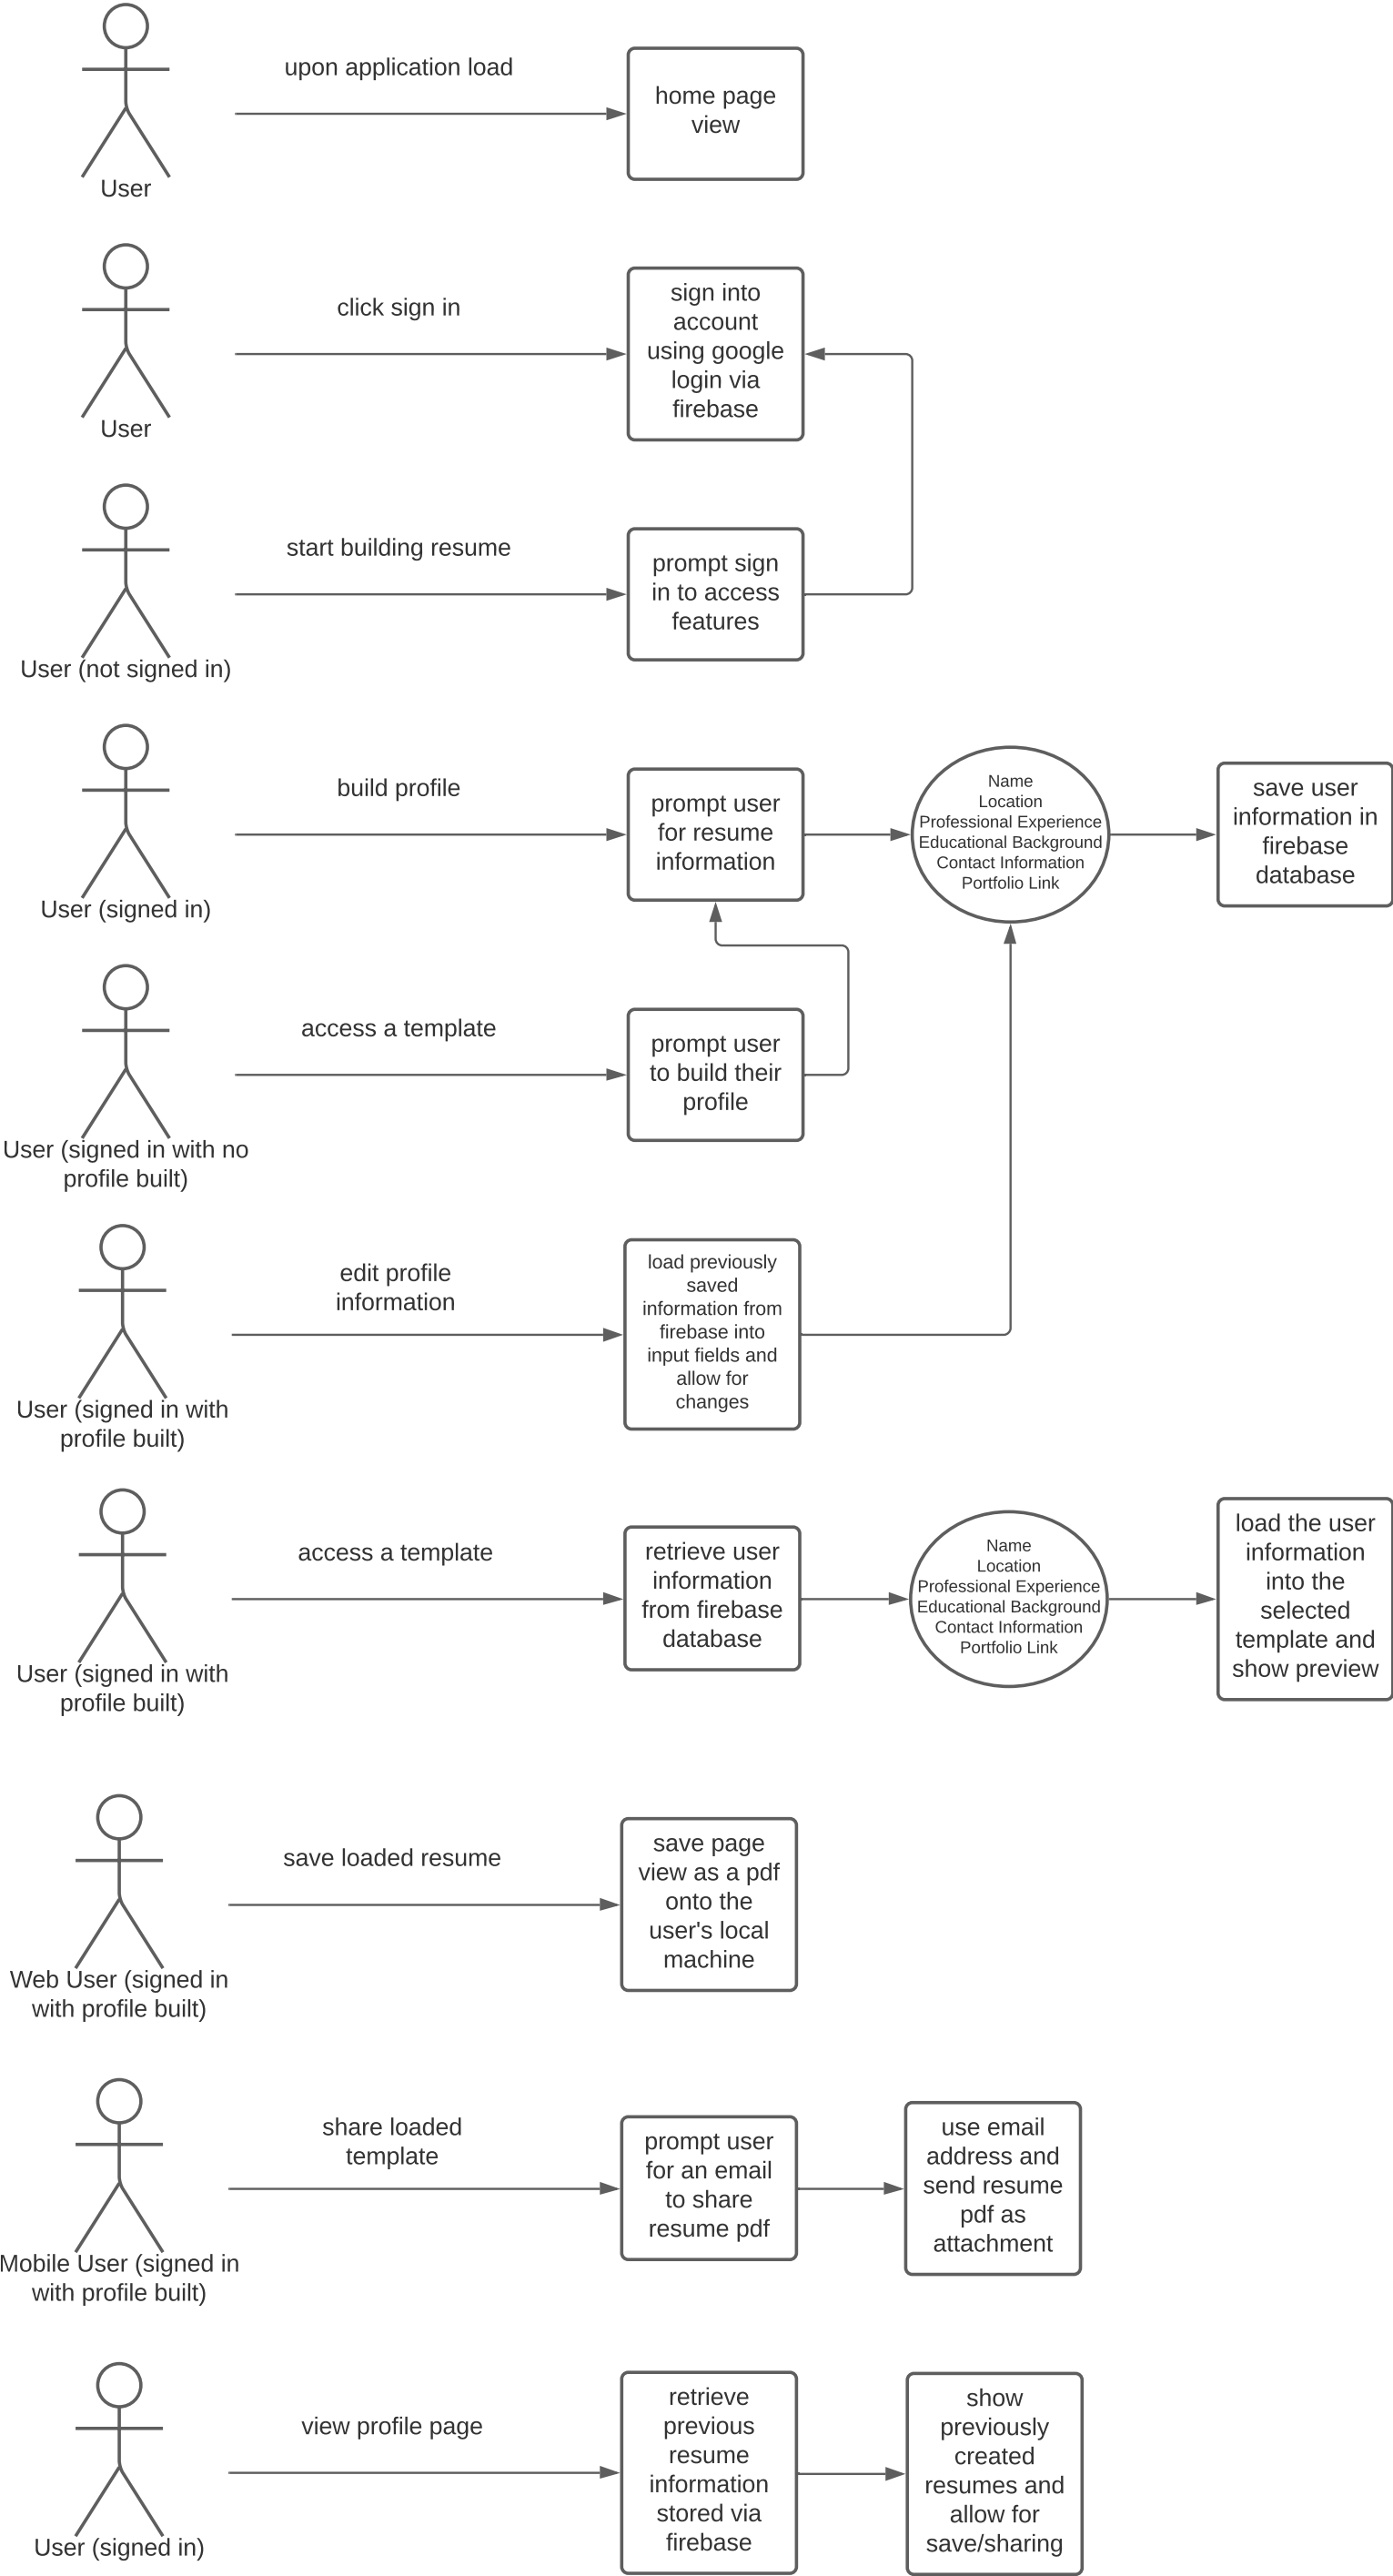 upon application load
home page
view
User
click sign in
sign into
account
using google
login via
firebase
User
start building resume
prompt sign
in to access
features
User (not signed in)
build profile
prompt user
for resume
information
Name
Location
Professional Experience
Educational Background
Contact Information
Portfolio Link
save user
information in
firebase
database
User (signed in)
access a template
prompt user
to build their
profile
User (signed in with no
profile built)
edit profile
information
load previously
saved
information from
firebase into
input fields and
allow for
changes
User (signed in with
profile built)
access a template
retrieve user
information
from firebase
database
Name
Location
Professional Experience
Educational Background
Contact Information
Portfolio Link
load the user
information
into the
selected
template and
show preview
User (signed in with
profile built)
save loaded resume
save page
view as a pdf
onto the
user's local
machine
Web User (signed in
with profile built)
share loaded
template
prompt user
for an email
to share
resume pdf
use email
address and
send resume
pdf as
attachment
Mobile User (signed in
with profile built)
view profile page
retrieve
previous
resume
information
stored via
firebase
show
previously
created
resumes and
allow for
save/sharing
User (signed in)